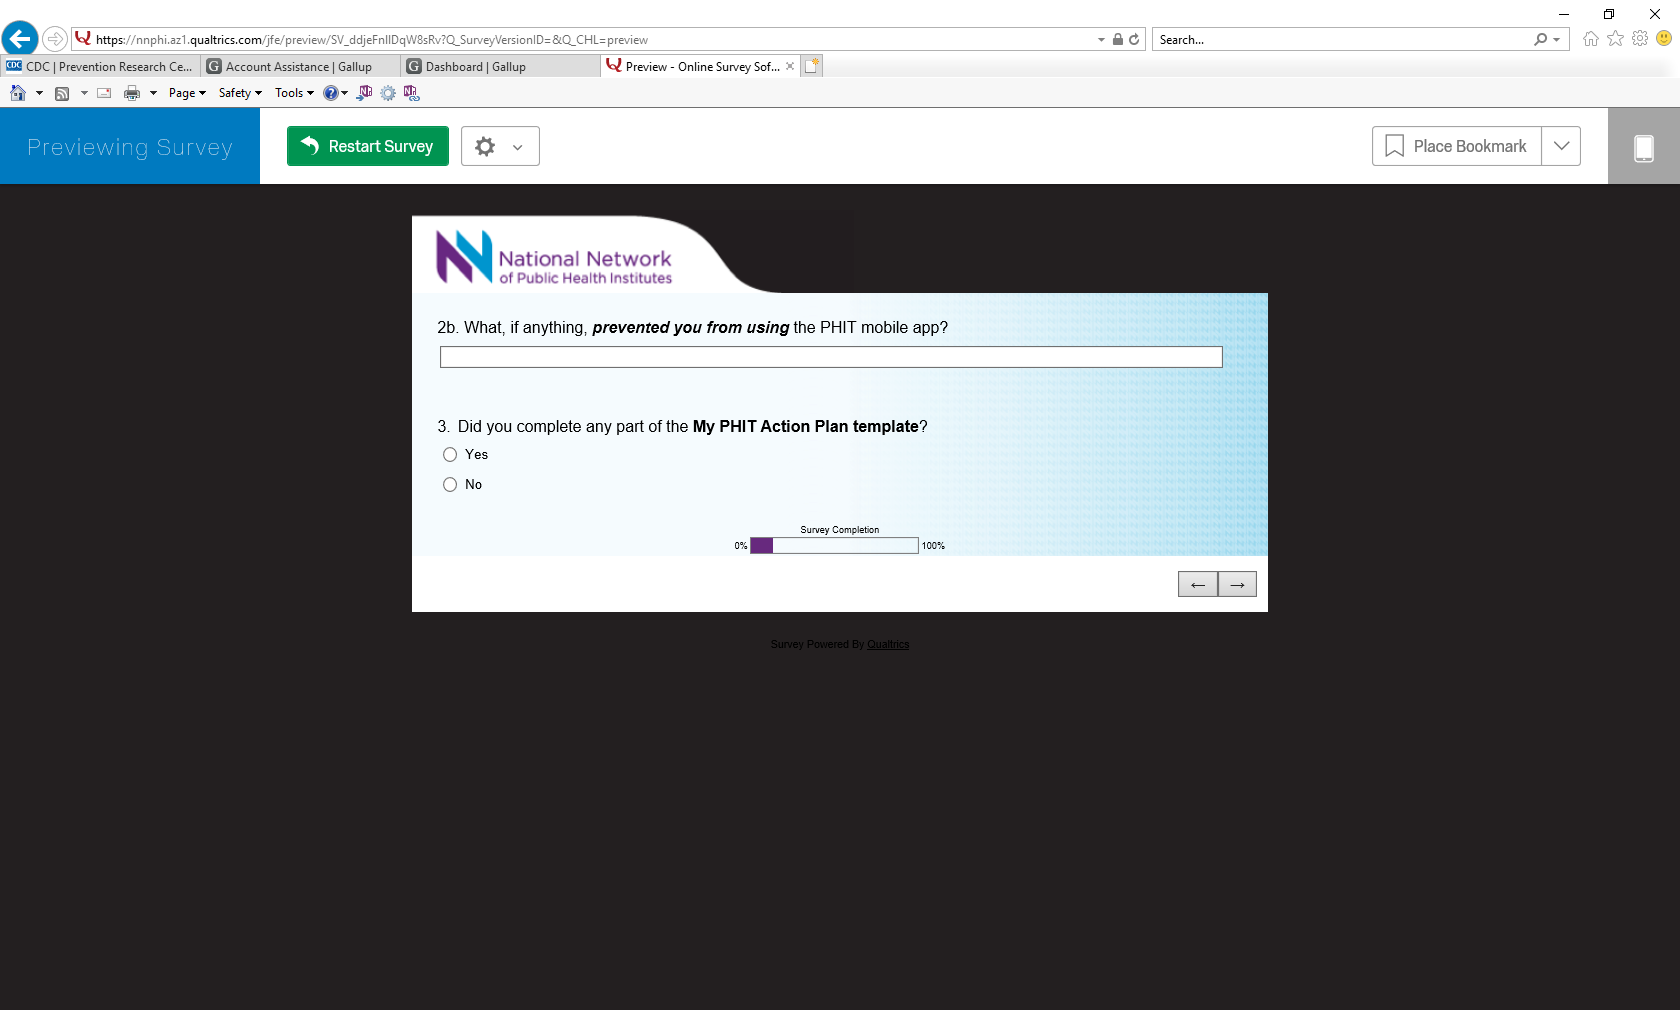 https://nnphi.az1.qualtrics.com/jfe/preview/SV_ddjeFnIIDqW8sRv?Q_SurveyVersionID=&Q_CHL=preview
Search...
CDC | Prevention Research Ce...
Account Assistance | Gallup
Dashboard | Gallup
Preview - Online Survey Sof...
Page
Safety
Tools
Previewing Survey
Restart Survey
Place Bookmark
National Network
of Public Health Institutes
2b. What, if anything, prevented you from using the PHIT mobile app?
3. Did you complete any part of the My PHIT Action Plan template?
Yes
No
Survey Completion
0%
100%
Survey Powered By Qualtrics